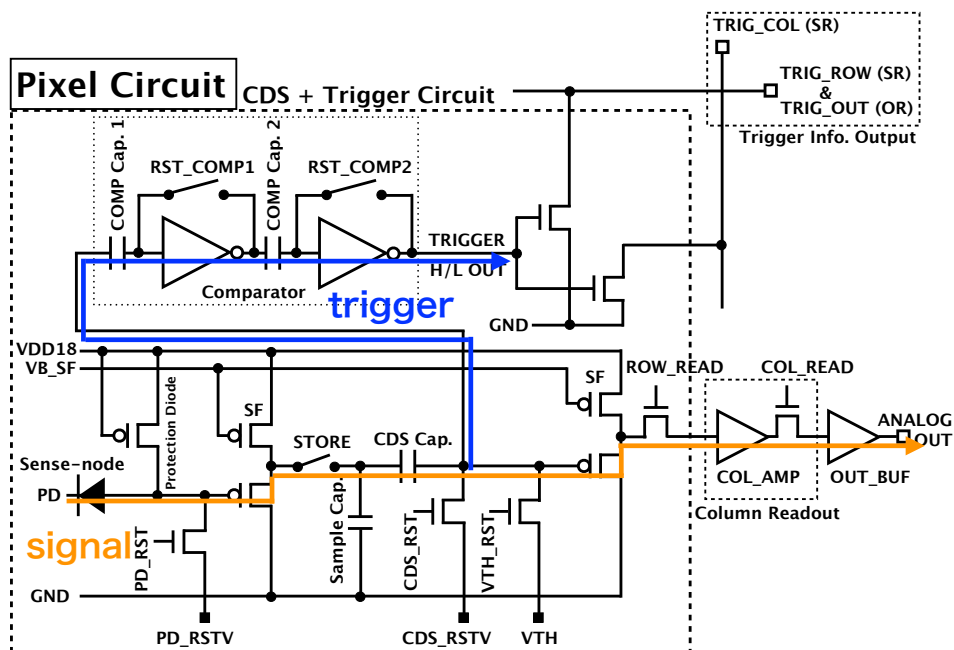 TRIG_COL (SR)
TRIG_ROW (SR)
&
TRIG_OUT (OR)
Trigger Info. Output
Pixel Circuit
CDS + Trigger Circuit
COMP Cap. 1
RST_COMP1
COMP Cap. 2
RST_COMP2
TRIGGER
H/L OUT
Comparator
trigger
GND
VDD18
VB_SF
Protection Diode
SF
STORE
CDS Cap.
SF
ROW_READ
COL_READ
ANALOG
OUT
Sense-node
PD
COL_AMP
OUT_BUF
Column Readout
signal
PD_RST
Sample Cap.
CDS_RST
VTH_RST
GND
PD_RSTV
CDS_RSTV
VTH